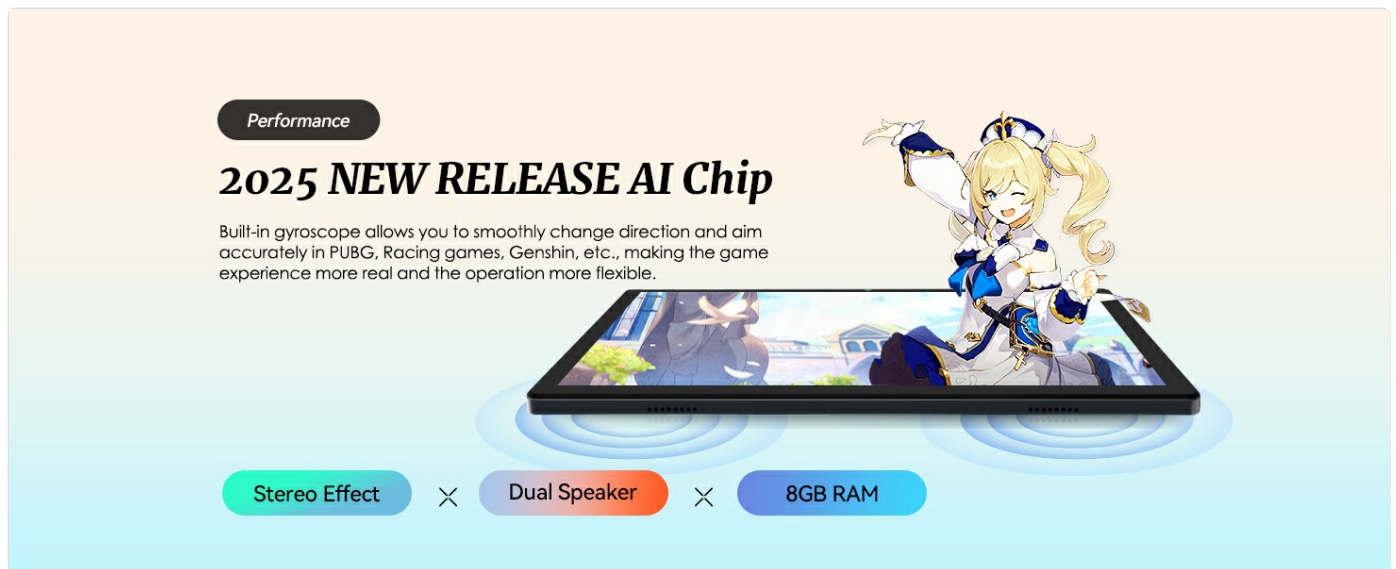 Performance
2025 NEW RELEASE AI Chip
Built-in gyroscope allows you to smoothly change direction and aim
accurately in PUBG, Racing games, Genshin, etc., making the game
experience more real and the operation more flexible.
Stereo Effect
Dual Speaker
8GB RAM